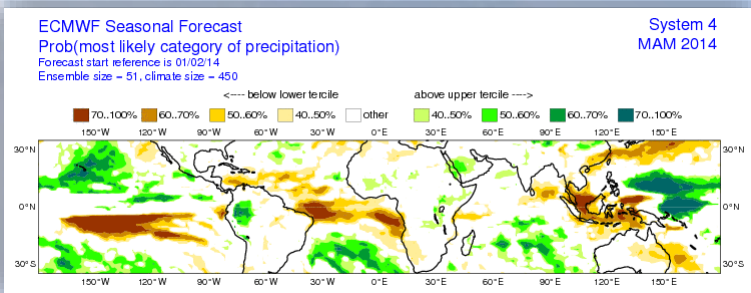 ECMWF Seasonal Forecast
System 4
Prob(most likely category of precipitation)
MAM 2014
Forecast start reference is 01/02/14
Ensemble size = 51, climate size = 450
<---- below lower tercile
above upper tercile ---->
70..100%
60..70%
50..60%
40..50%
other
40..50%
50..60%
60..70%
70..100%
150°W 120°W 90°W 60°W 30°W 0°E 30°E 60°E 90°E 120°E 150°E
30°N 30°N
0°N 0°N
30°S 30°S
150°W 120°W 90°W 60°W 30°W 0°E 30°E 60°E 90°E 120°E 150°E